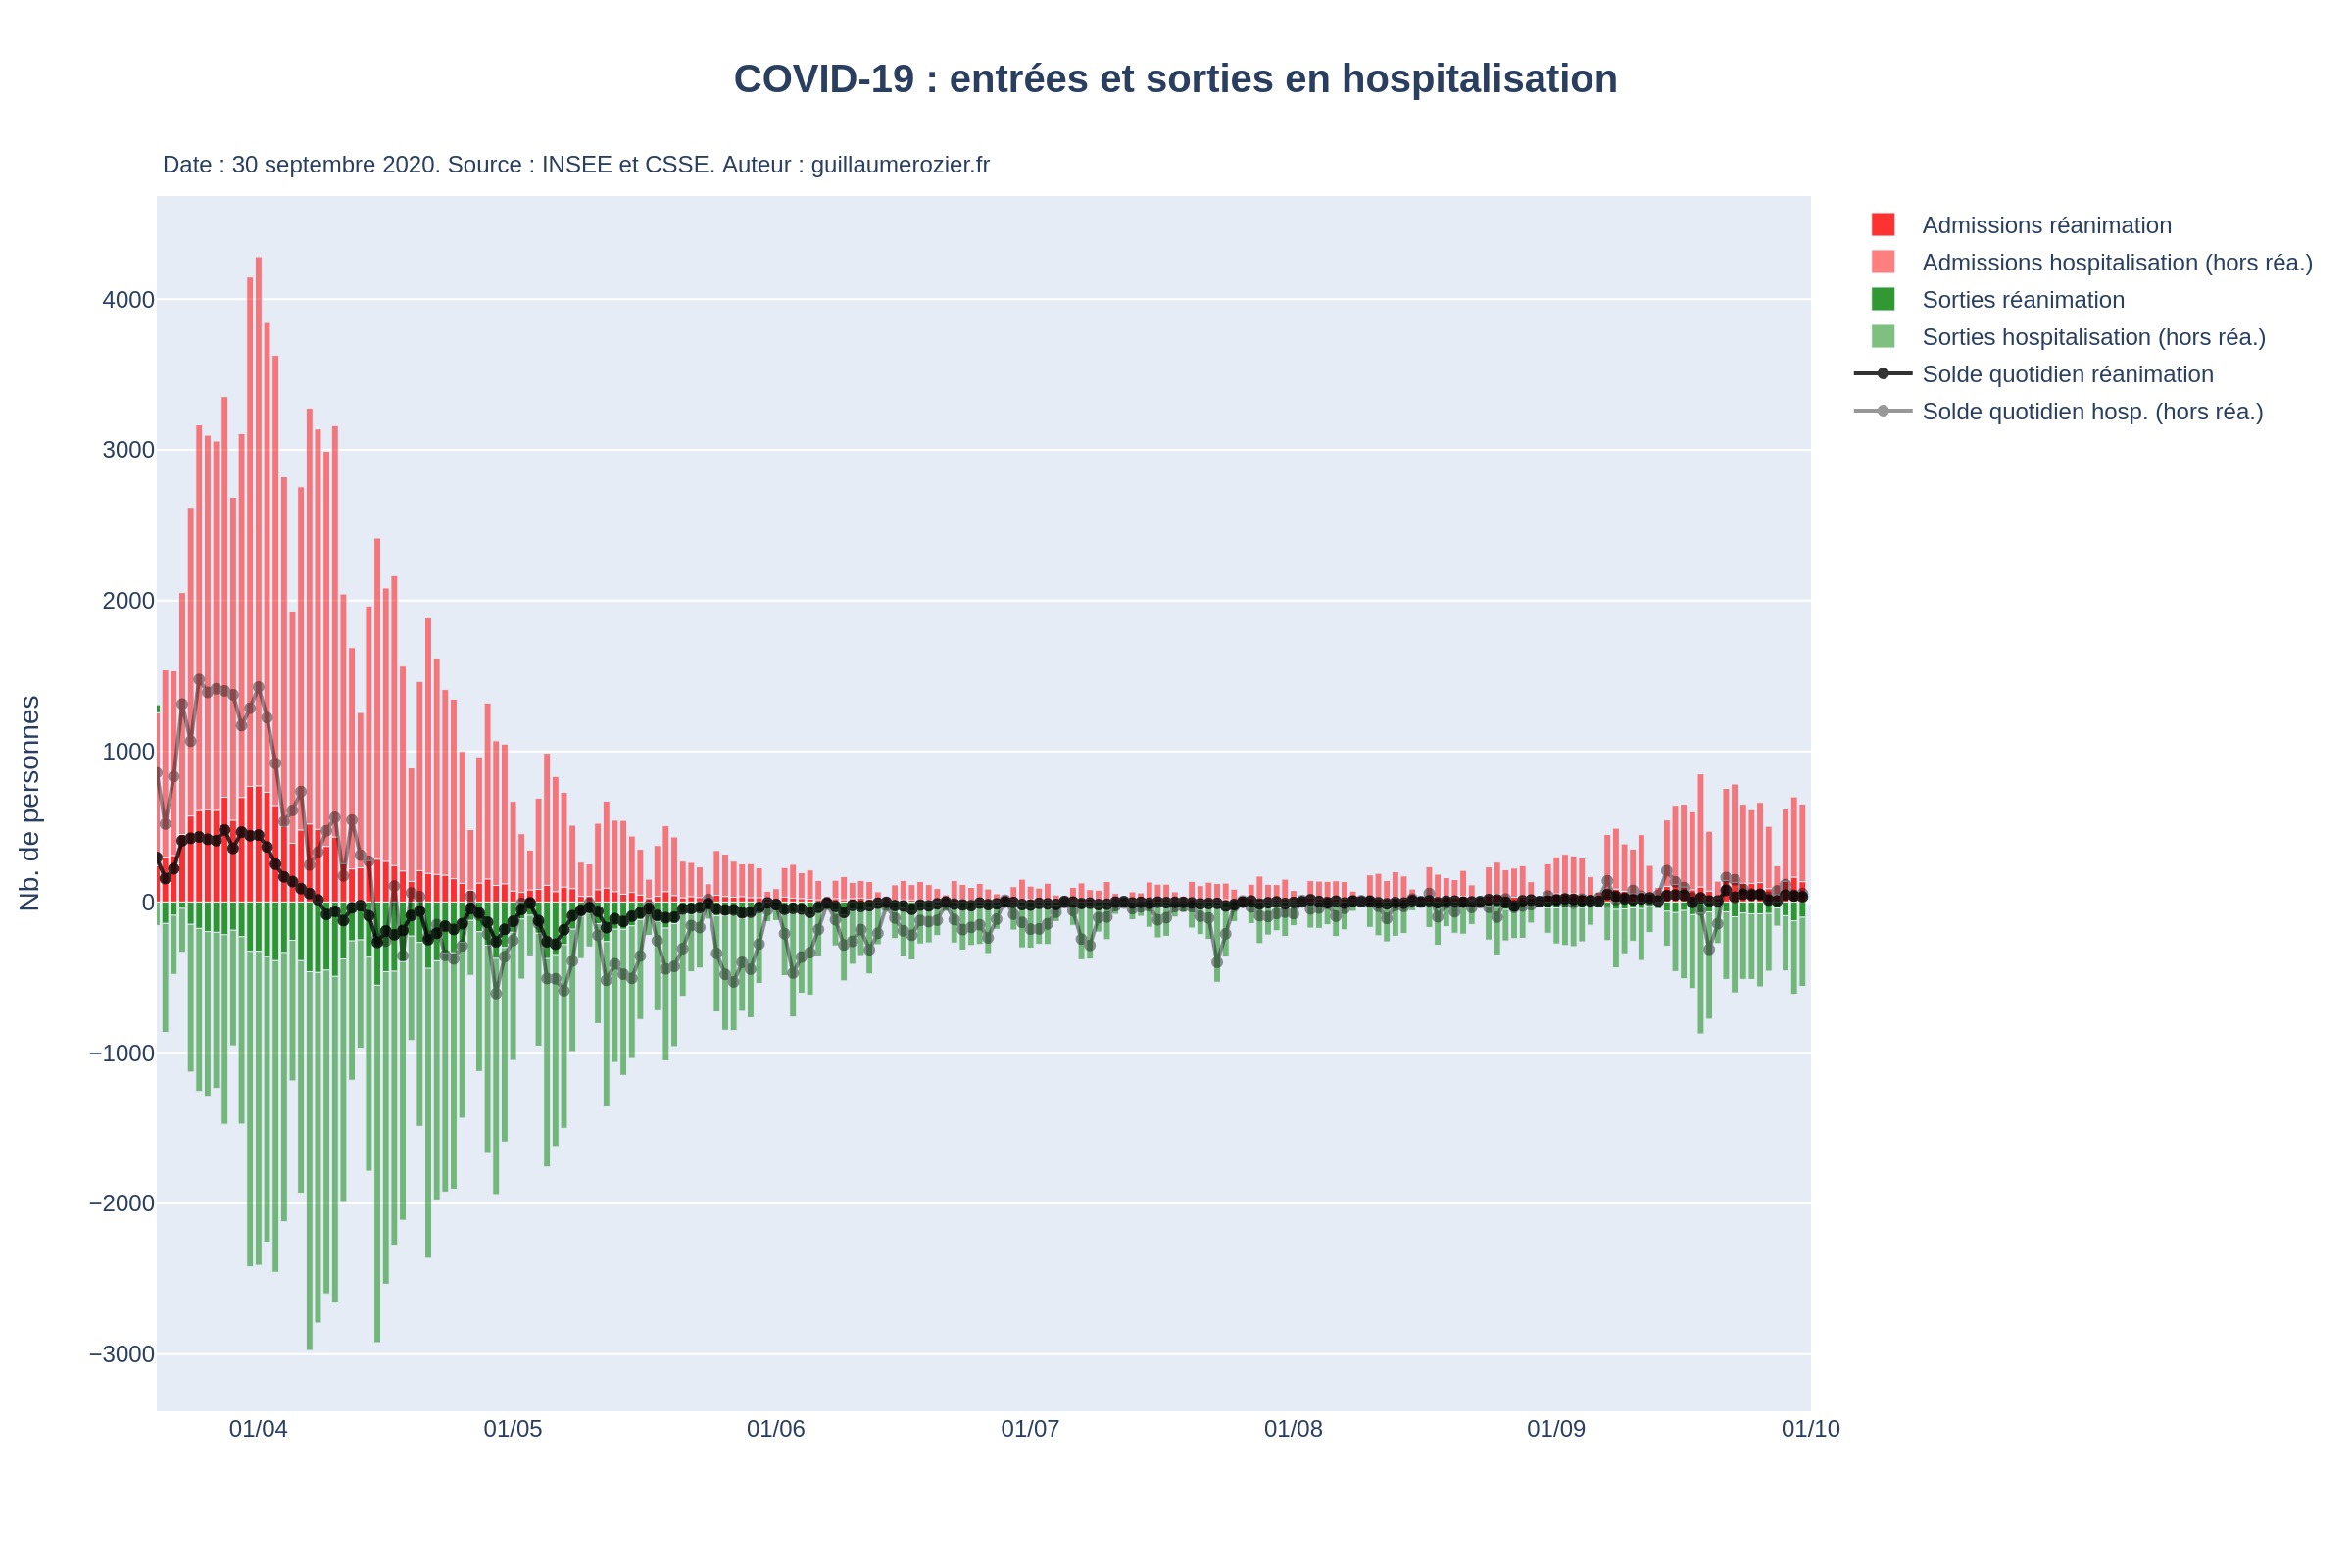 COVID-19 : entrées et sorties en hospitalisation
Date : 30 septembre 2020. Source : INSEE et CSSE. Auteur : guillaumerozier.fr
Admissions réanimation
Admissions hospitalisation (hors réa.)
Sorties réanimation
Sorties hospitalisation (hors réa.)
Solde quotidien réanimation
Solde quotidien hosp. (hors réa.)
Nb. de personnes
4000
3000
2000
1000
0
−1000
−2000
−3000
01/04 01/05 01/06 01/07 01/08 01/09 01/10